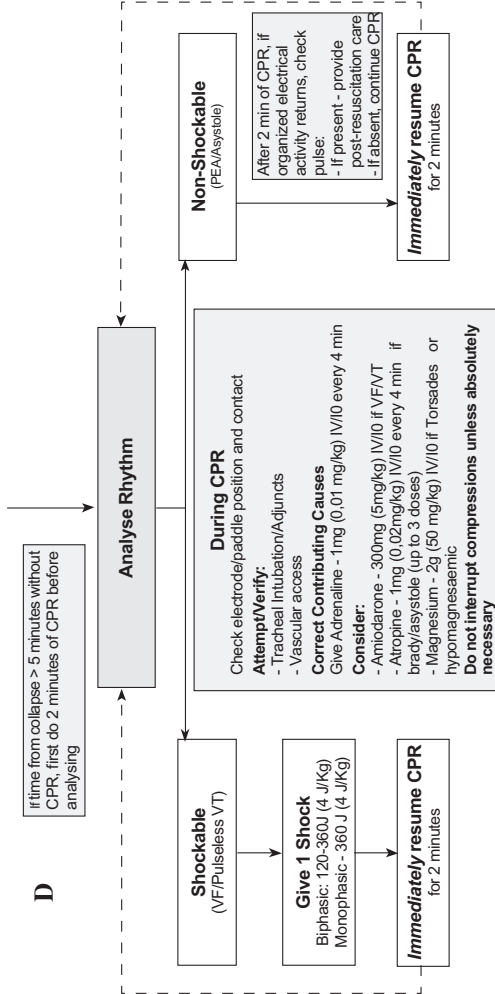 D
If time from collapse > 5 minutes without
CPR, first do 2 minutes of CPR before
analysing
Analyse Rhythm
Shockable
(VF/Pulseless VT)
Give 1 Shock
Biphasic: 120-360J (4 J/Kg)
Monophasic - 360 J (4 J/Kg)
Immediately resume CPR
for 2 minutes
During CPR
Check electrode/paddle position and contact
Attempt/Verify:
- Tracheal Intubation/Adjuncts
- Vascular access
Correct Contributing Causes
Give Adrenaline - 1mg (0,01 mg/kg) IV/I0 every 4 min
Consider:
- Amiodarone - 300mg (5mg/kg) IV/I0 if VF/VT
- Atropine - 1mg (0,02mg/kg) IV/I0 every 4 min if
brady/asystole (up to 3 doses)
- Magnesium - 2g (50 mg/kg) IV/I0 if Torsades or
hypomagnesaemic
Do not interrupt compressions unless absolutely
necessary
Non-Shockable
(PEA/Asystole)
After 2 min of CPR, if
organized electrical
activity returns, check
pulse:
- If present - provide
post-resuscitation care
- If absent, continue CPR
Immediately resume CPR
for 2 minutes